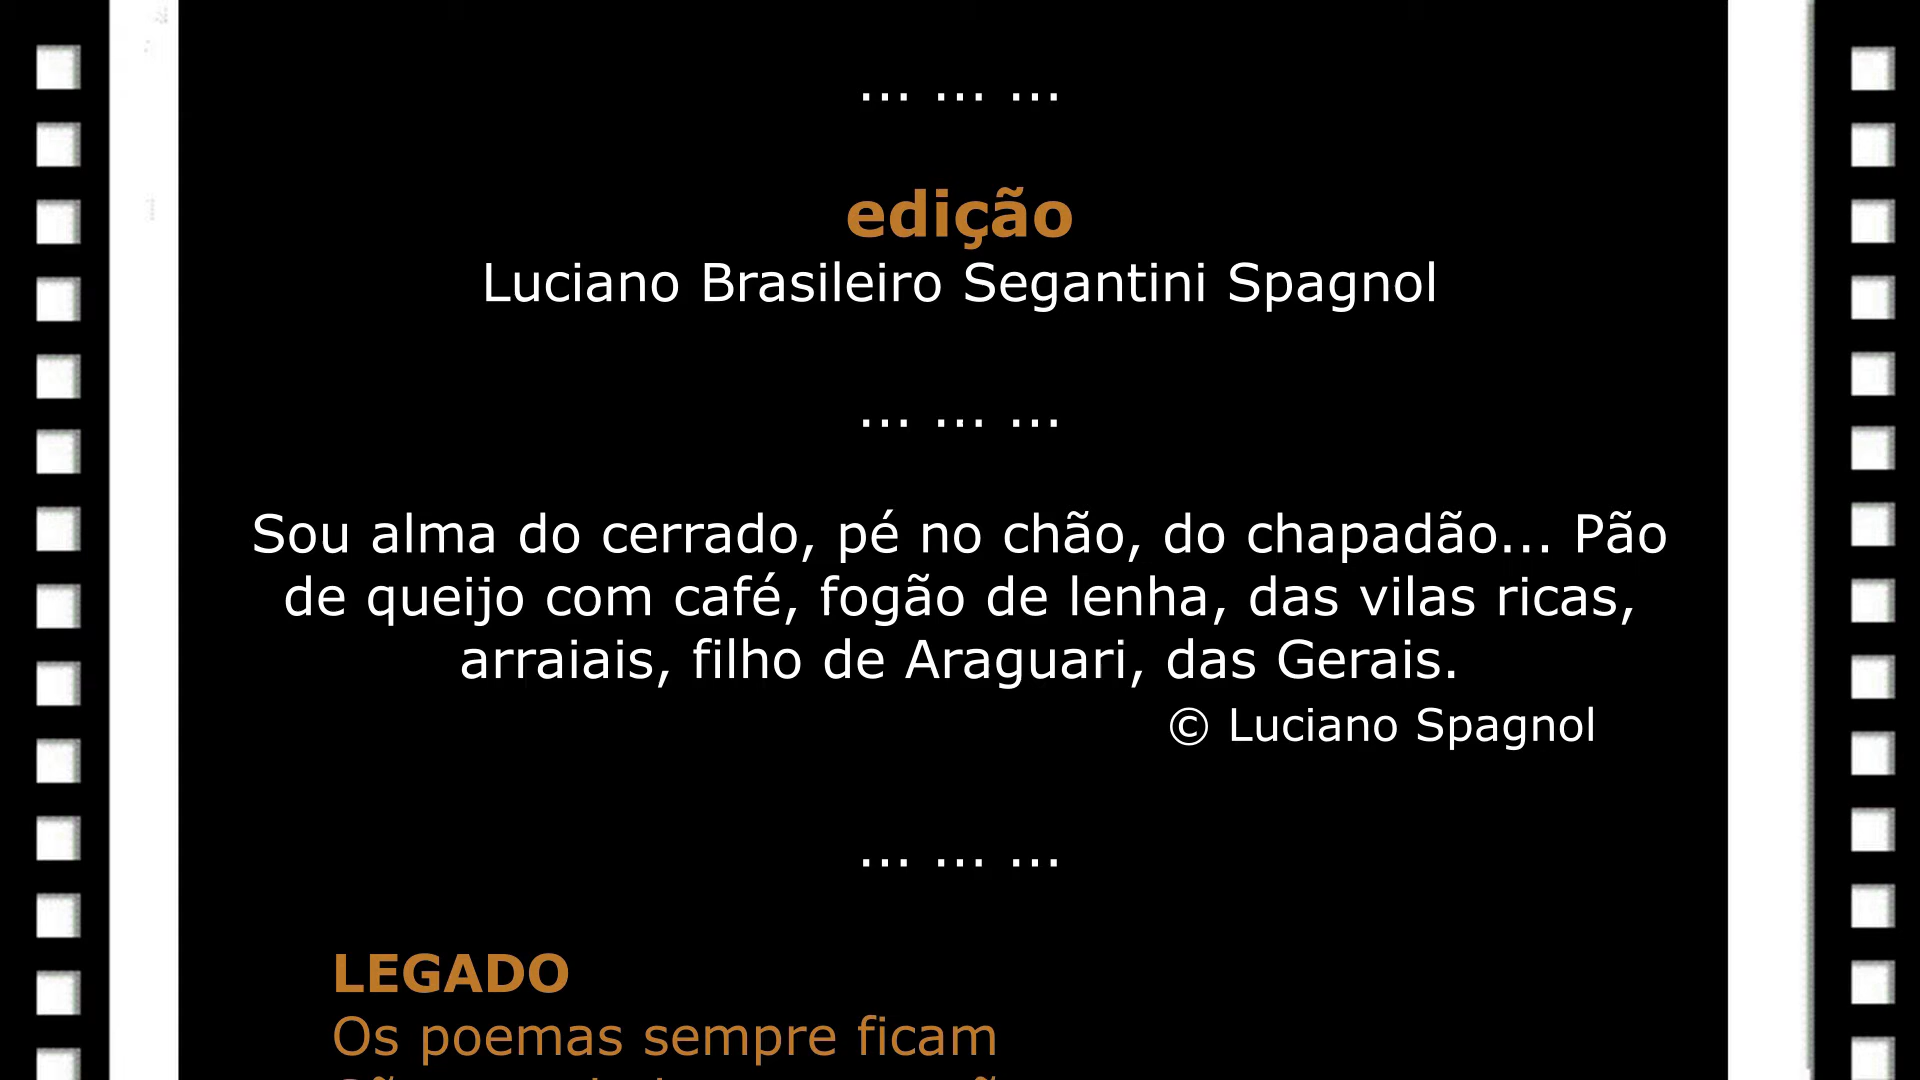 ... ... ...
edição
Luciano Brasileiro Segantini Spagnol
... ... ...
Sou alma do cerrado, pé no chão, do chapadão... Pão
de queijo com café, fogão de lenha, das vilas ricas,
arraiais, filho de Araguari, das Gerais.
© Luciano Spagnol
... ... ...
LEGADO
Os poemas sempre ficam